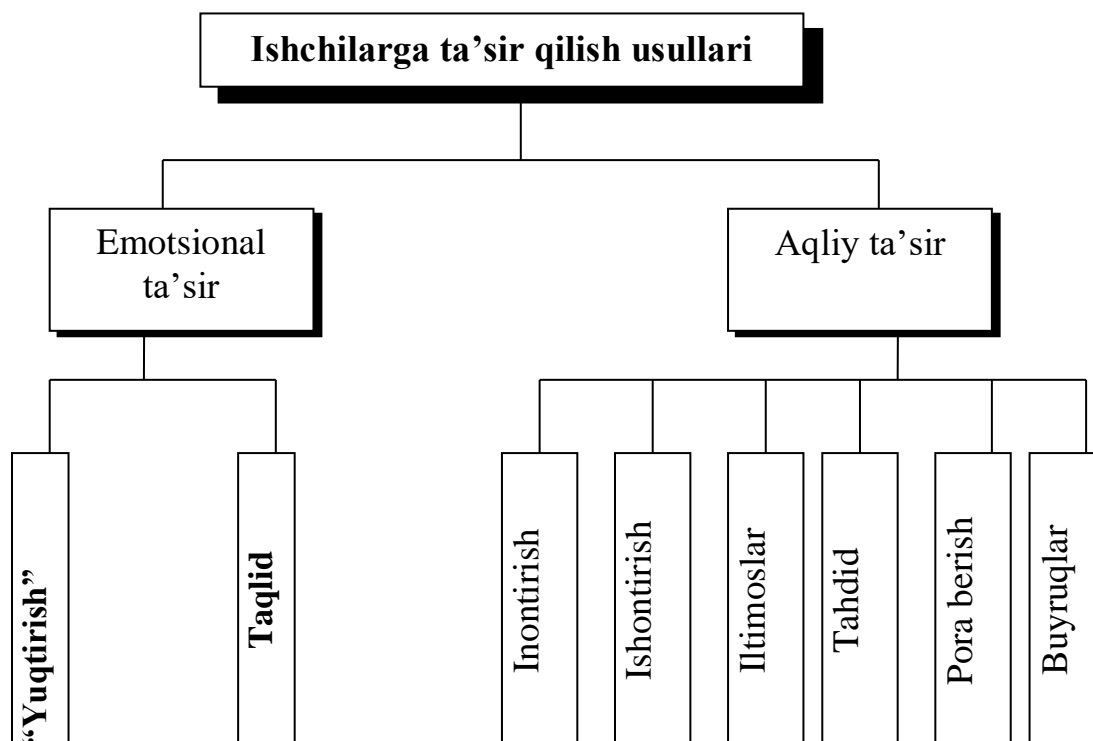 Ishchilarga ta’sir qilish usullari
Emotsional
ta’sir
Aqliy ta’sir
“Yuqtirish”
Taqlid
Inontirish
Ishontirish
Iltimoslar
Tahdid
Pora berish
Buyruqlar